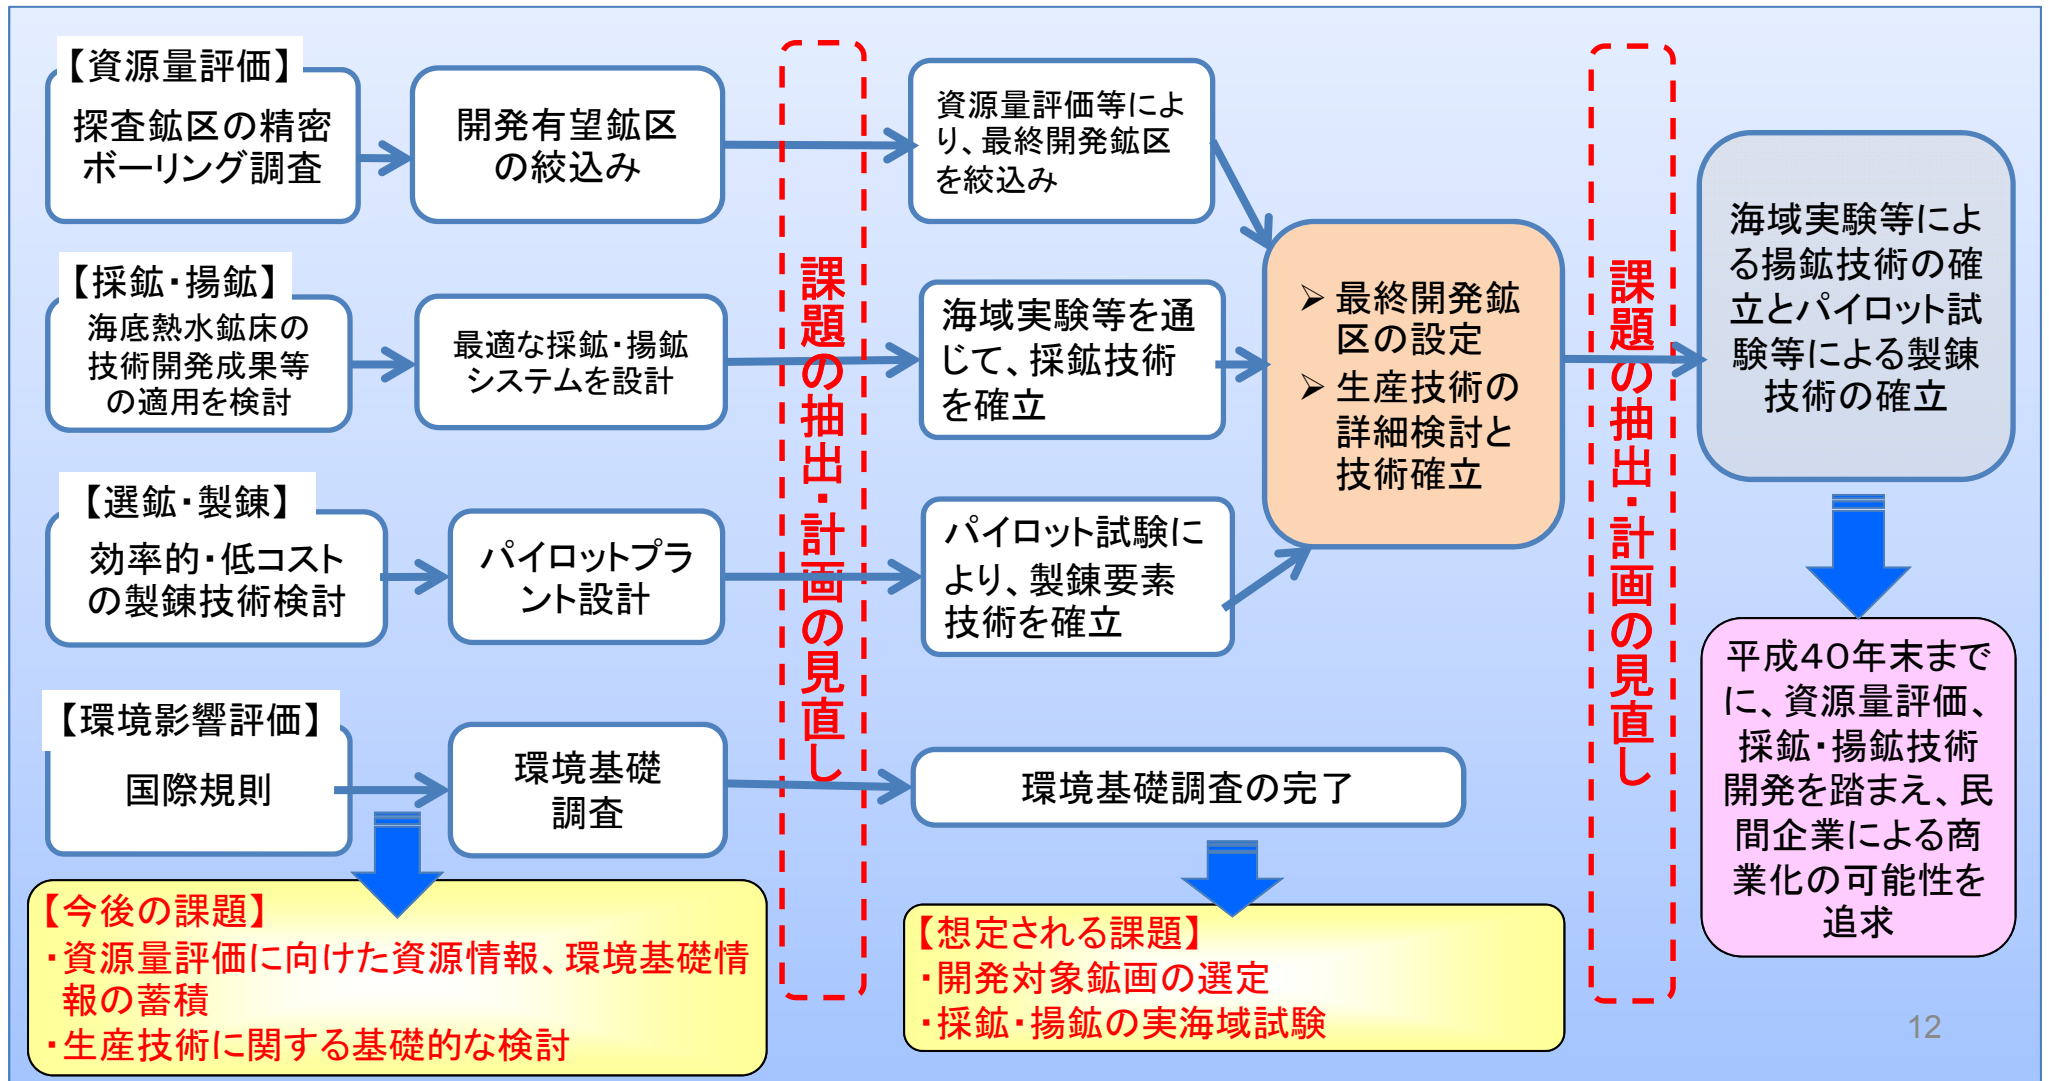 【資源量評価】
探査鉱区の精密
ボーリング調査
開発有望鉱区
の絞込み
資源量評価等によ
り、最終開発鉱区
を絞込み
【採鉱・揚鉱】
海底熱水鉱床の
技術開発成果等
の適用を検討
最適な採鉱・揚鉱
システムを設計
海域実験等を通
じて、採鉱技術
を確立
【選鉱・製錬】
効率的・低コスト
の製錬技術検討
パイロットプラ
ント設計
パイロット試験に
より、製錬要素
技術を確立
【環境影響評価】
国際規則
環境基礎
調査
環境基礎調査の完了
課題の抽出・計画の見直し
➢ 最終開発鉱
区の設定
➢ 生産技術の
詳細検討と
技術確立
課題の抽出・計画の見直し
海域実験等によ
る揚鉱技術の確
立とパイロット試
験等による製錬
技術の確立
平成40年末まで
に、資源量評価、
採鉱・揚鉱技術
開発を踏まえ、民
間企業による商
業化の可能性を
追求
【今後の課題】
・資源量評価に向けた資源情報、環境基礎情
報の蓄積
・生産技術に関する基礎的な検討
【想定される課題】
・開発対象鉱画の選定
・採鉱・揚鉱の実海域試験
12